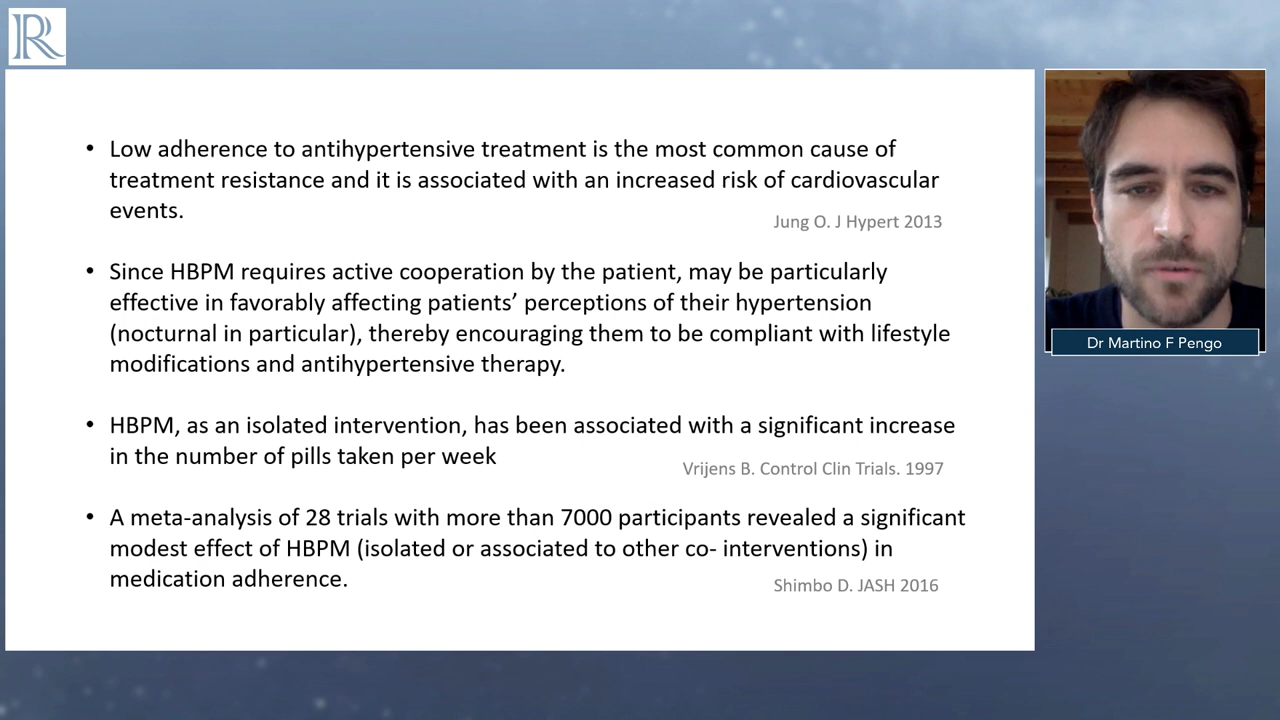 R
• Low adherence to antihypertensive treatment is the most common cause of
treatment resistance and it is associated with an increased risk of cardiovascular
events.
Jung O. J Hypert 2013
• Since HBPM requires active cooperation by the patient, may be particularly
effective in favorably affecting patients’ perceptions of their hypertension
(nocturnal in particular), thereby encouraging them to be compliant with lifestyle
modifications and antihypertensive therapy.
• HBPM, as an isolated intervention, has been associated with a significant increase
in the number of pills taken per week
Vrijens B. Control Clin Trials. 1997
• A meta-analysis of 28 trials with more than 7000 participants revealed a significant
modest effect of HBPM (isolated or associated to other co- interventions) in
medication adherence.
Shimbo D. JASH 2016
Dr Martino F Pengo